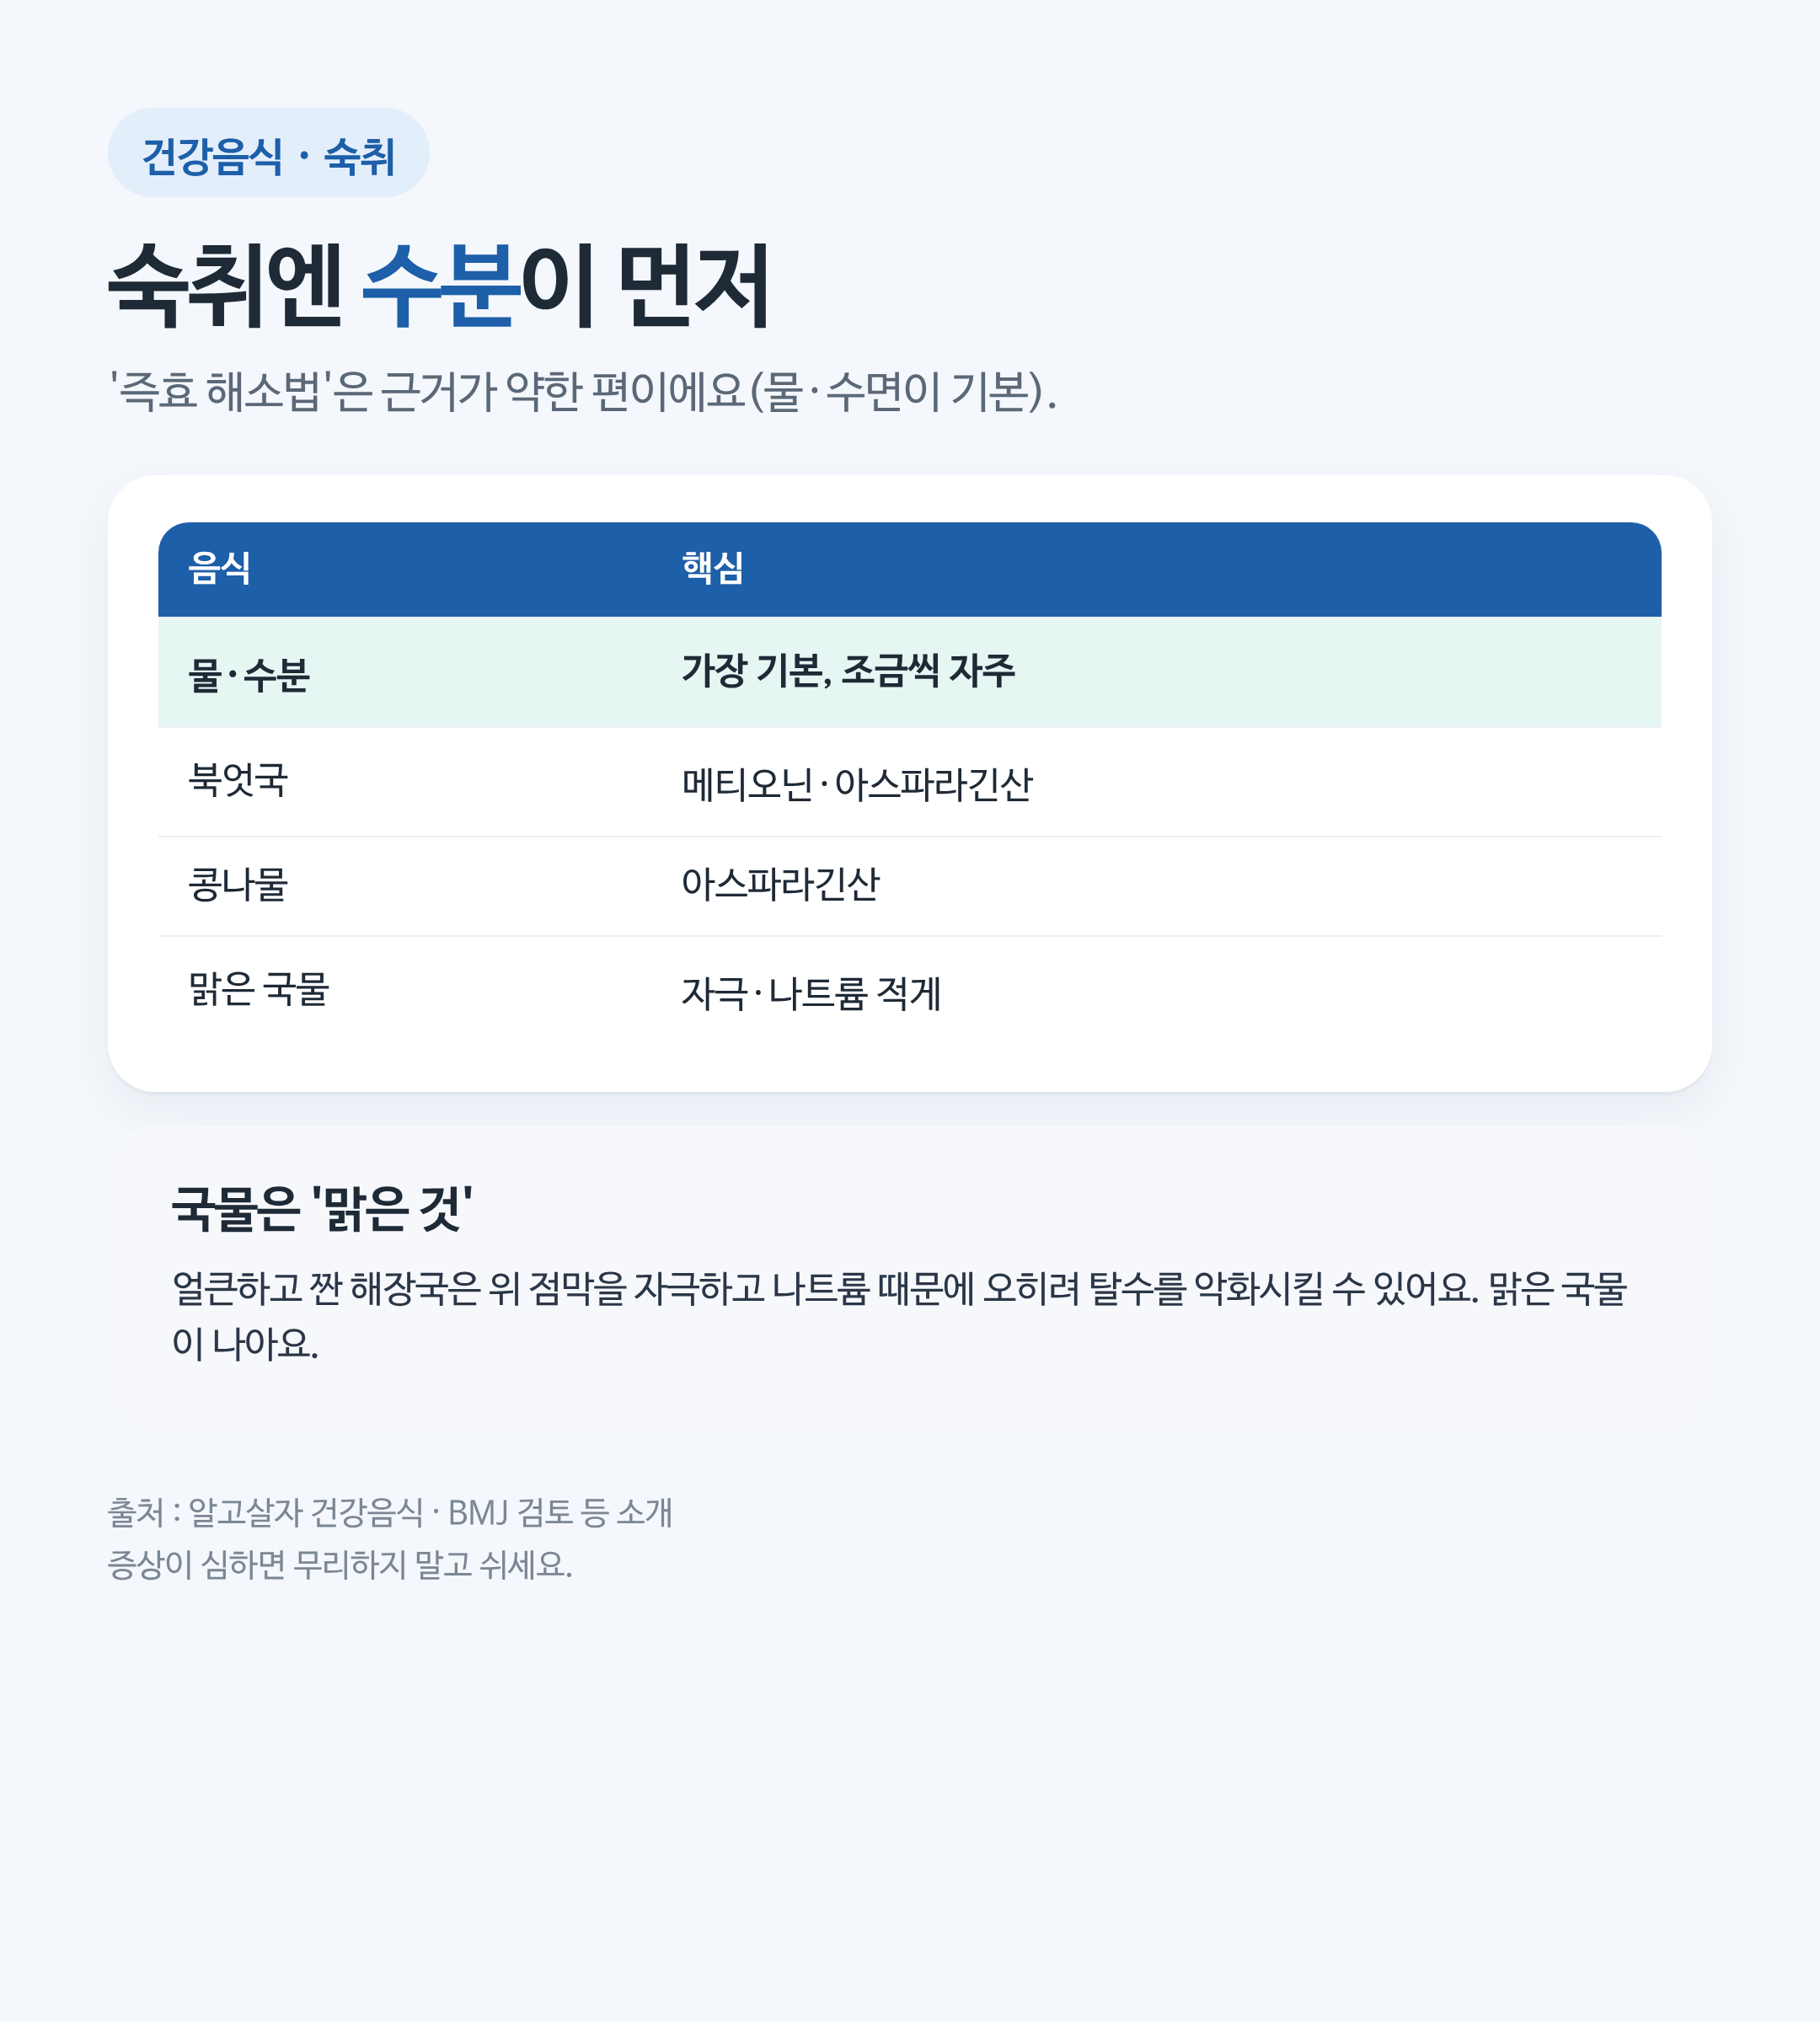 건강음식 · 숙취
숙취엔 수분이 먼저
'즉효 해소법'은 근거가 약한 편이에요(물·수면이 기본).
음식 핵심
물·수분 가장 기본, 조금씩 자주
북엇국 메티오닌·아스파라긴산
콩나물 아스파라긴산
맑은 국물 자극·나트륨 적게
국물은 '맑은 것'
얼큰하고 짠 해장국은 위 점막을 자극하고 나트륨 때문에 오히려 탈수를 악화시킬 수 있어요. 맑은 국물
이 나아요.
출처 : 알고살자 건강음식 · BMJ 검토 등 소개
증상이 심하면 무리하지 말고 쉬세요.